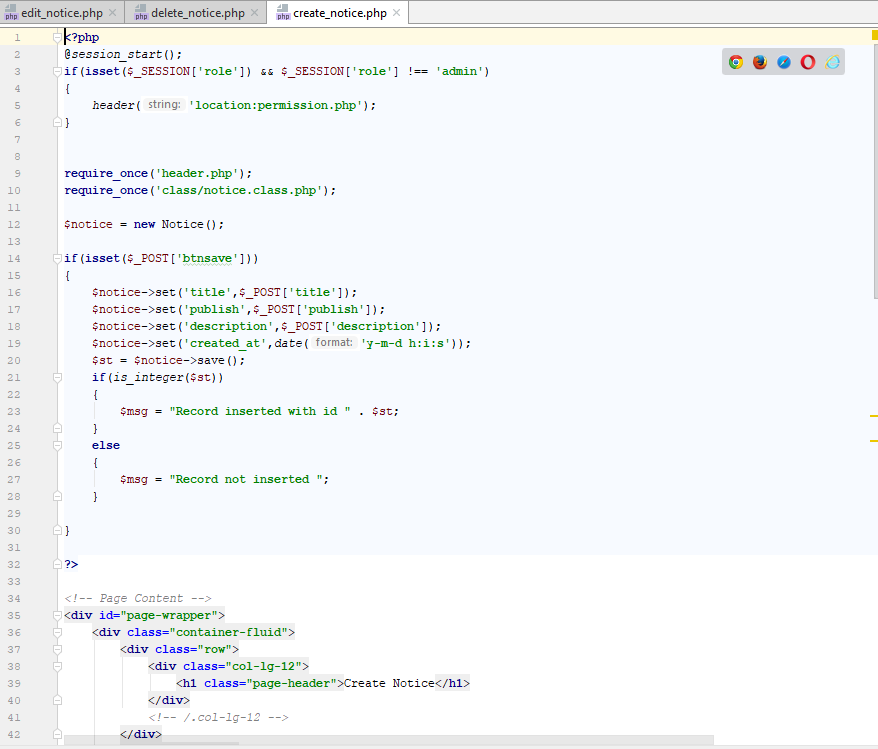 edit_notice.php delete_notice.php create_notice.php
1 <?php
2 @session_start();
3 if(isset($_SESSION['role']) && $_SESSION['role'] !== 'admin')
4 {
5     header( string: 'location:permission.php');
6 }
7
8
9 require_once('header.php');
10 require_once('class/notice.class.php');
11
12 $notice = new Notice();
13
14 if(isset($_POST['btnsave']))
15 {
16     $notice->set('title',$_POST['title']);
17     $notice->set('publish',$_POST['publish']);
18     $notice->set('description',$_POST['description']);
19     $notice->set('created_at',date( format: 'y-m-d h:i:s'));
20     $st = $notice->save();
21     if(is_integer($st))
22     {
23         $msg = "Record inserted with id " . $st;
24     }
25     else
26     {
27         $msg = "Record not inserted ";
28     }
29
30 }
31
32 ?>
33
34 <!-- Page Content -->
35 <div id="page-wrapper">
36     <div class="container-fluid">
37         <div class="row">
38             <div class="col-lg-12">
39                 <h1 class="page-header">Create Notice</h1>
40             </div>
41             <!-- /.col-lg-12 -->
42         </div>